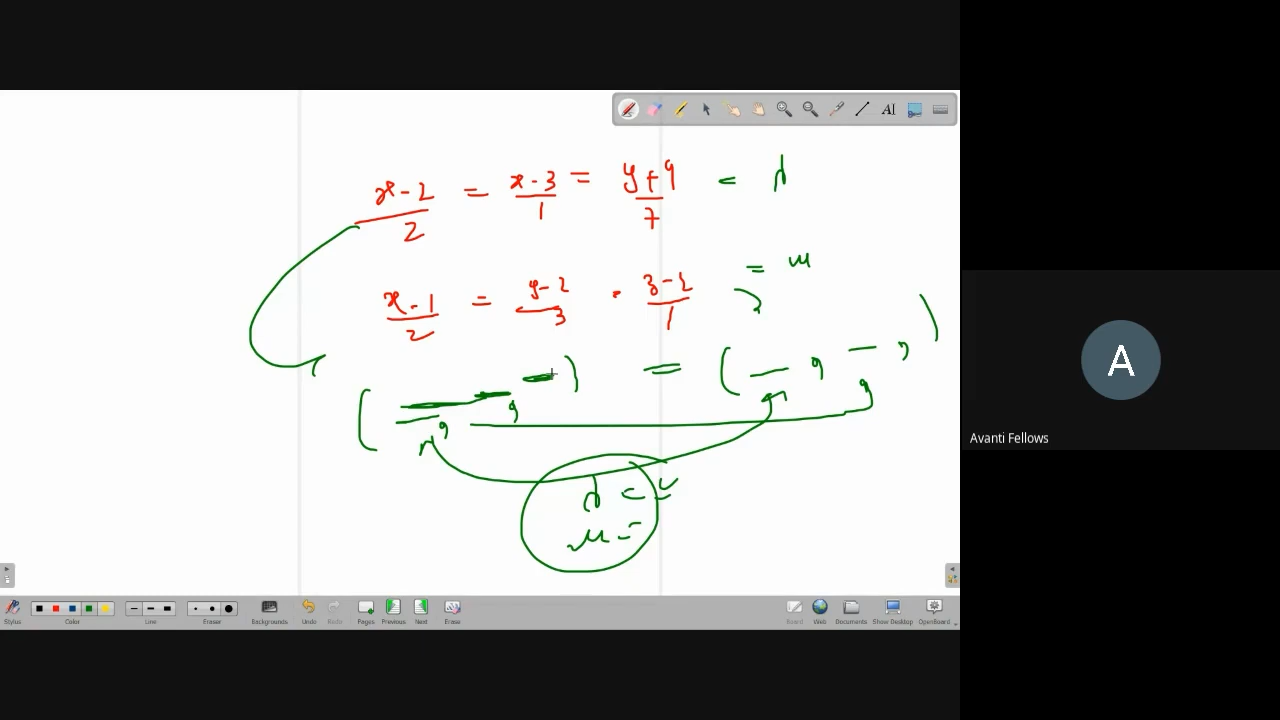 x-2/2 = x-3/1 = y+9/7 = λ
x-1/2 = y-2/3 · 3-2/1 = μ
( , , ) = ( , , )
λ =
μ =
A
Avanti Fellows
Stylus Color Line Eraser Backgrounds Undo Redo Pages Previous Next Erase Board Web Documents Show Desktop OpenBoard